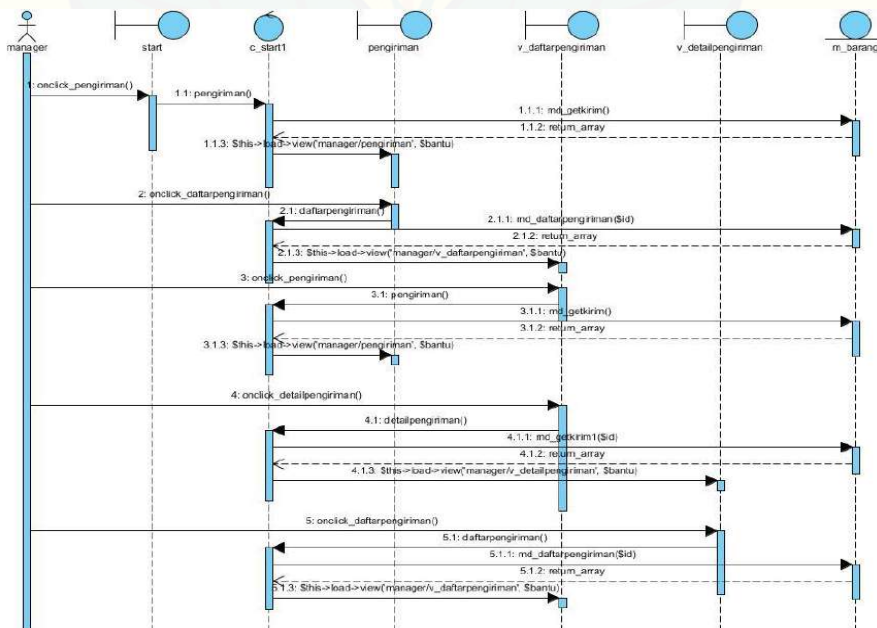 manager
start
c_start1
pengiriman
v_daftarpengiriman
v_detailpengiriman
m_barang
1: onclick_pengiriman()
1.1: pengiriman()
1.1.1: md_getkirim()
1.1.2: return_array
1.1.3: $this->load->view('manager/pengiriman', $bantu)
2: onclick_daftarpengiriman()
2.1: daftarpengiriman()
2.1.1: md_daftarpengiriman($id)
2.1.2: return_array
2.1.3: $this->load->view('manager/v_daftarpengiriman', $bantu)
3: onclick_pengiriman()
3.1: pengiriman()
3.1.1: md_getkirim()
3.1.2: return_array
3.1.3: $this->load->view('manager/pengiriman', $bantu)
4: onclick_detailpengiriman()
4.1: detailpengiriman()
4.1.1: md_getkirim1($id)
4.1.2: return_array
4.1.3: $this->load->view('manager/v_detailpengiriman', $bantu)
5: onclick_daftarpengiriman()
5.1: daftarpengiriman()
5.1.1: md_daftarpengiriman($id)
5.1.2: return_array
5.1.3: $this->load->view('manager/v_daftarpengiriman', $bantu)